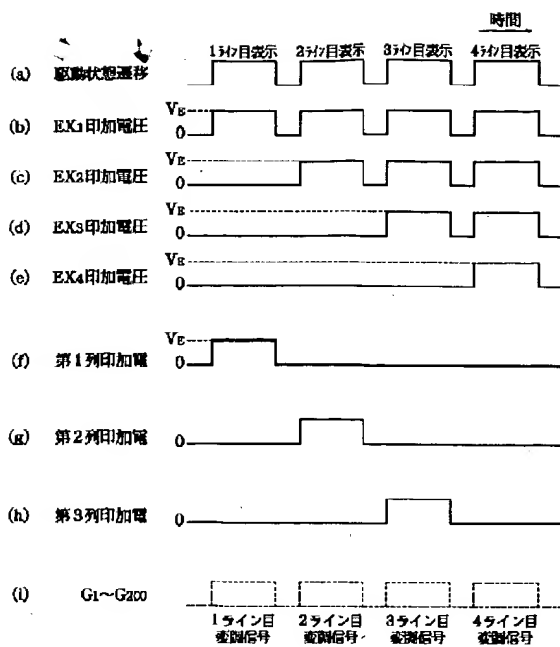 時間
1ライン目表示 2ライン目表示 3ライン目表示 4ライン目表示
(a) 駆動状態遷移
VE
(b) EX1印加電圧 0
(c) EX2印加電圧 0
VE
(d) EX3印加電圧 0
VE
(e) EX4印加電圧 0
VE
(f) 第1列印加電 0
(g) 第2列印加電 0
(h) 第3列印加電 0
(i) G1〜G200
1ライン目 2ライン目 3ライン目 4ライン目
変調信号 変調信号 変調信号 変調信号